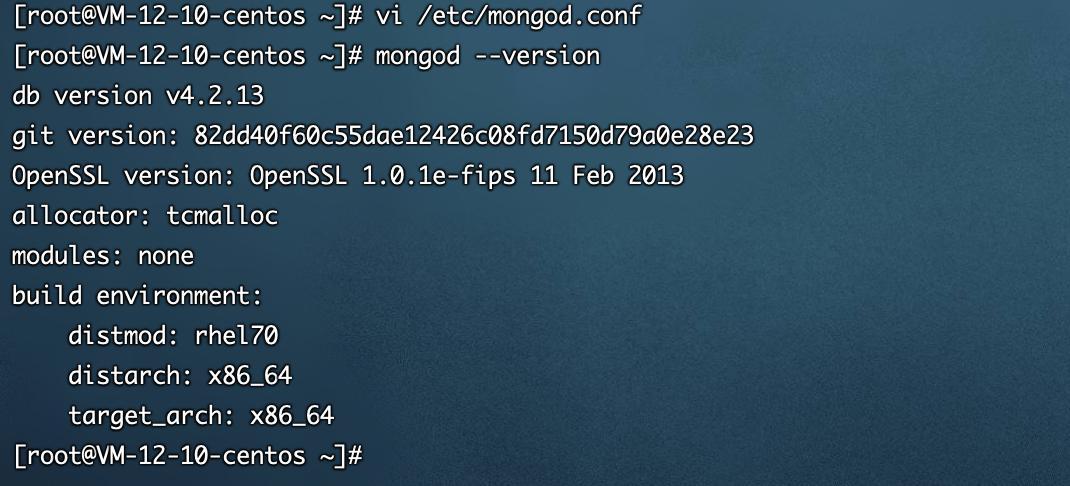 [root@VM-12-10-centos ~]# vi /etc/mongod.conf
[root@VM-12-10-centos ~]# mongod --version
db version v4.2.13
git version: 82dd40f60c55dae12426c08fd7150d79a0e28e23
OpenSSL version: OpenSSL 1.0.1e-fips 11 Feb 2013
allocator: tcmalloc
modules: none
build environment:
    distmod: rhel70
    distarch: x86_64
    target_arch: x86_64
[root@VM-12-10-centos ~]#